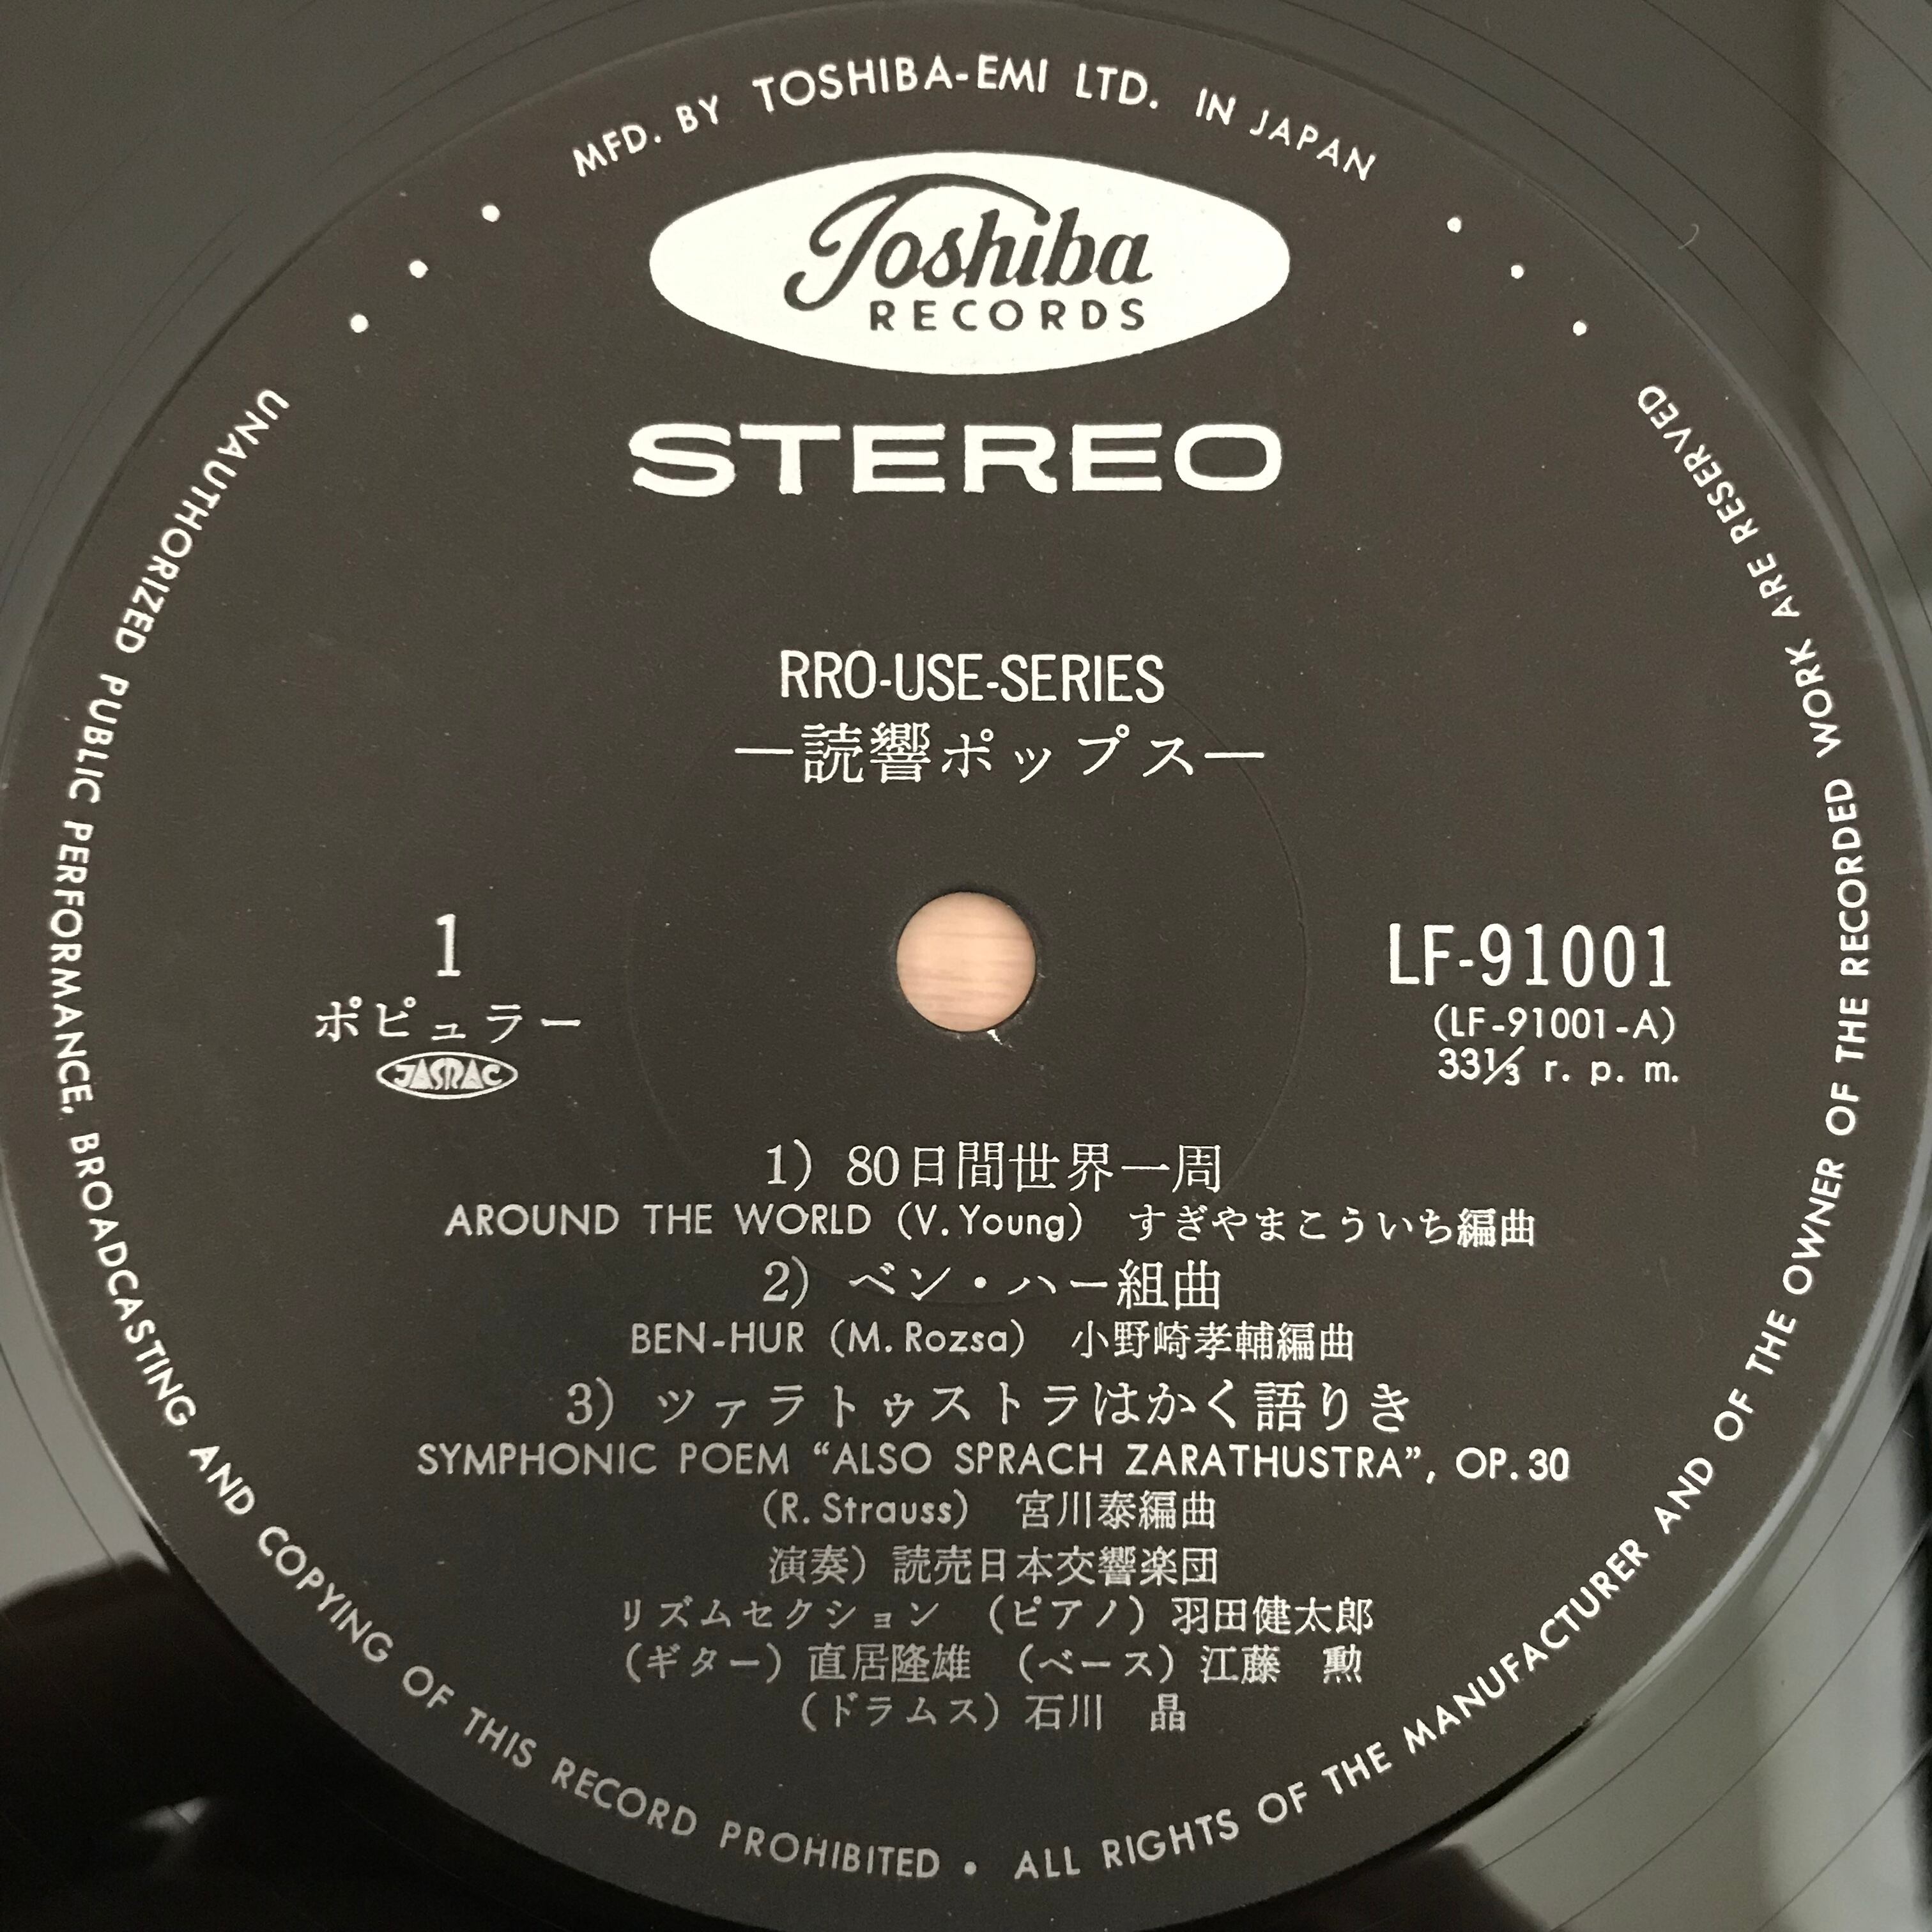 MFD. BY TOSHIBA-EMI LTD. IN JAPAN
Toshiba
RECORDS
STEREO
RRO-USE-SERIES
—読響ポップス—
1
ポピュラー
JASRAC
LF-91001
(LF-91001-A)
33⅓ r. p. m.
1) 80日間世界一周
AROUND THE WORLD (V. Young) すぎやまこういち編曲
2) ベン・ハー組曲
BEN-HUR (M. Rozsa) 小野崎孝輔編曲
3) ツァラトゥストラはかく語りき
SYMPHONIC POEM “ALSO SPRACH ZARATHUSTRA”, OP. 30
(R. Strauss) 宮川泰編曲
演奏) 読売日本交響楽団
リズムセクション (ピアノ) 羽田健太郎
(ギター) 直居隆雄 (ベース) 江藤 勲
(ドラムス) 石川 晶
UNAUTHORIZED PUBLIC PERFORMANCE, BROADCASTING AND COPYING OF THIS RECORD PROHIBITED • ALL RIGHTS OF THE MANUFACTURER AND OF THE OWNER OF THE RECORDED WORK ARE RESERVED